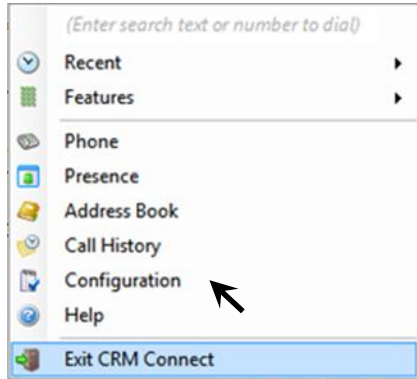 (Enter search text or number to dial)
Recent
Features
Phone
Presence
Address Book
Call History
Configuration
Help
Exit CRM Connect